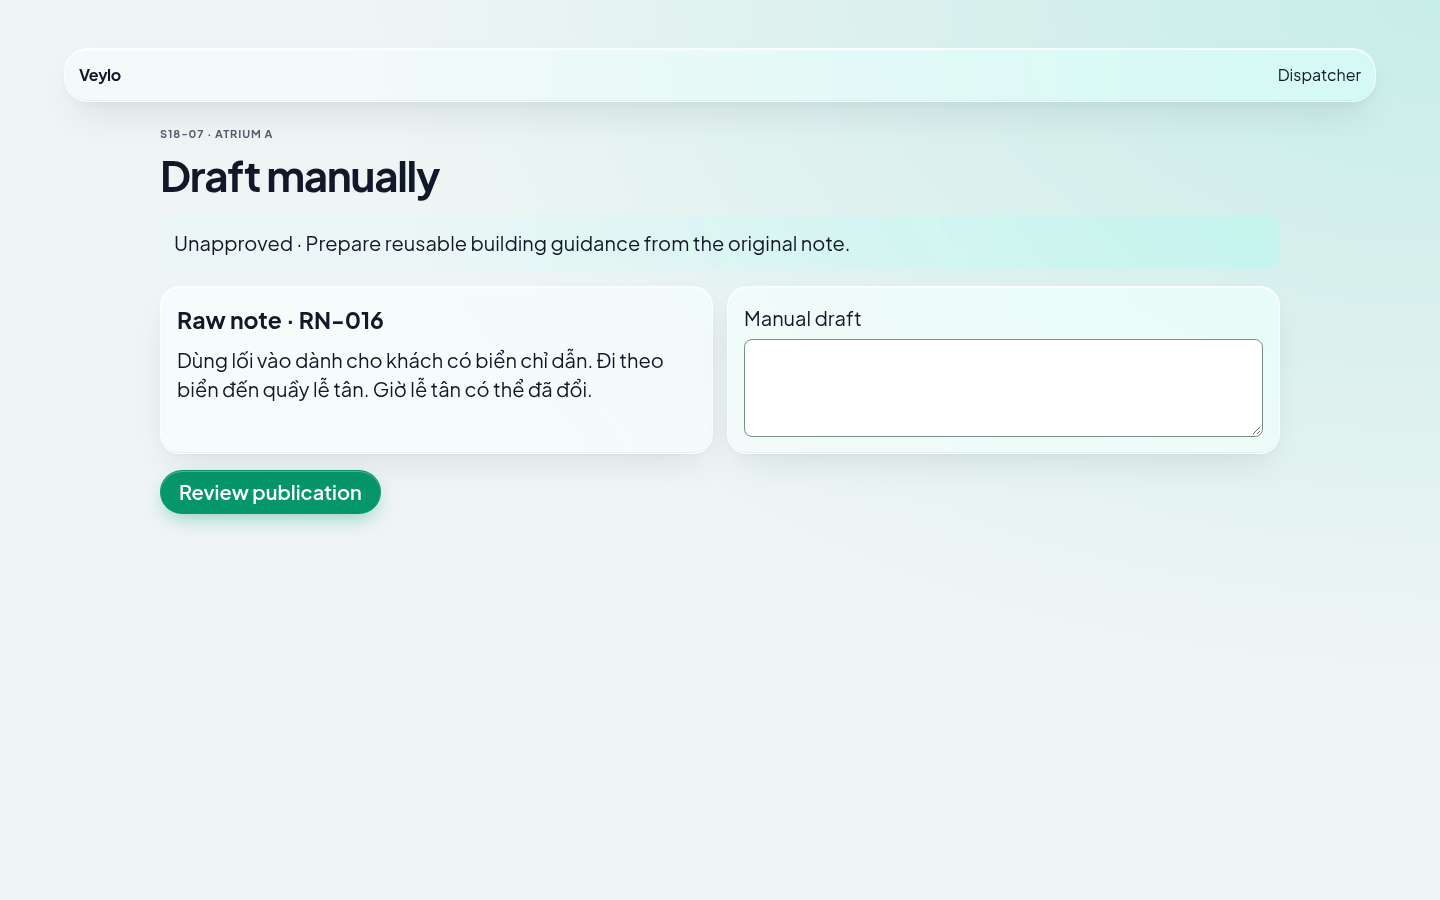 Veylo
Dispatcher
S18-07 · ATRIUM A
Draft manually
Unapproved · Prepare reusable building guidance from the original note.
Raw note · RN-016
Dùng lối vào dành cho khách có biển chỉ dẫn. Đi theo
biển đến quầy lễ tân. Giờ lễ tân có thể đã đổi.
Manual draft
Review publication